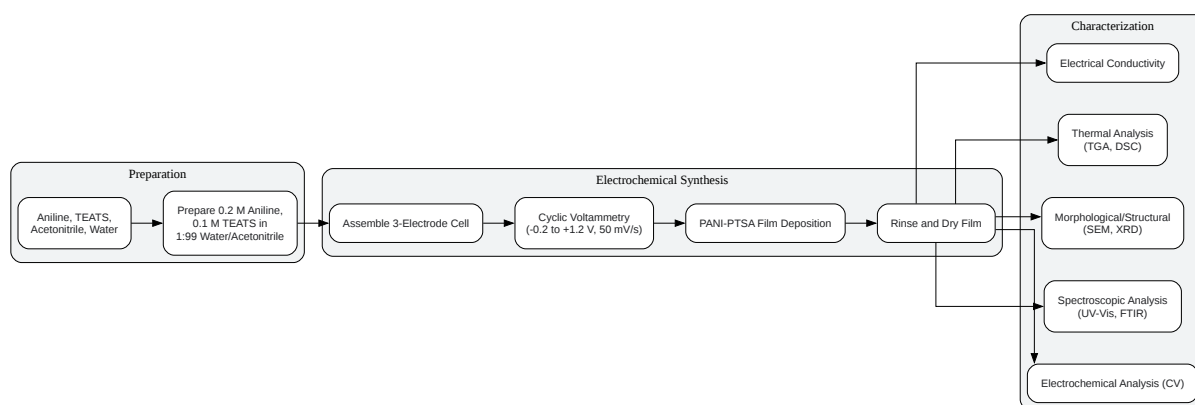 Preparation
Aniline, TEATS,
Acetonitrile, Water
Prepare 0.2 M Aniline,
0.1 M TEATS in
1:99 Water/Acetonitrile
Electrochemical Synthesis
Assemble 3-Electrode Cell
Cyclic Voltammetry
(-0.2 to +1.2 V, 50 mV/s)
PANI-PTSA Film Deposition
Rinse and Dry Film
Characterization
Electrical Conductivity
Thermal Analysis
(TGA, DSC)
Morphological/Structural
(SEM, XRD)
Spectroscopic Analysis
(UV-Vis, FTIR)
Electrochemical Analysis (CV)